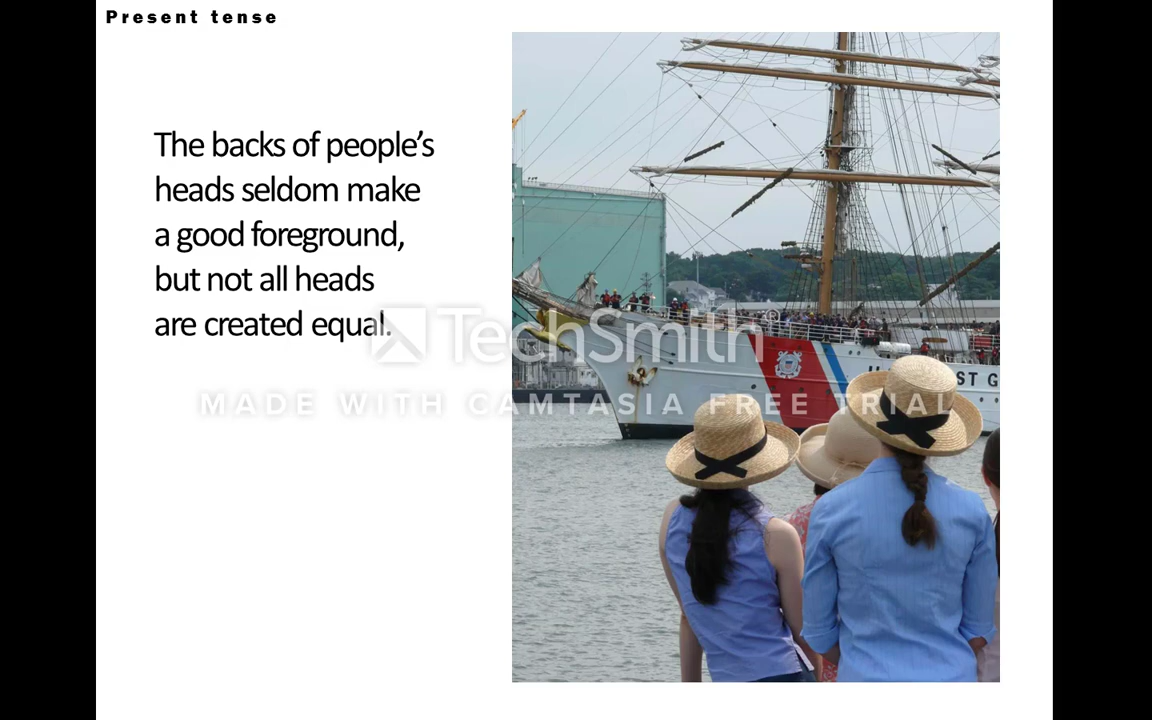 Present tense
The backs of people’s
heads seldom make
a good foreground,
but not all heads
are created equal.
TechSmith®
MADE WITH CAMTASIA FREE TRIAL
ST G